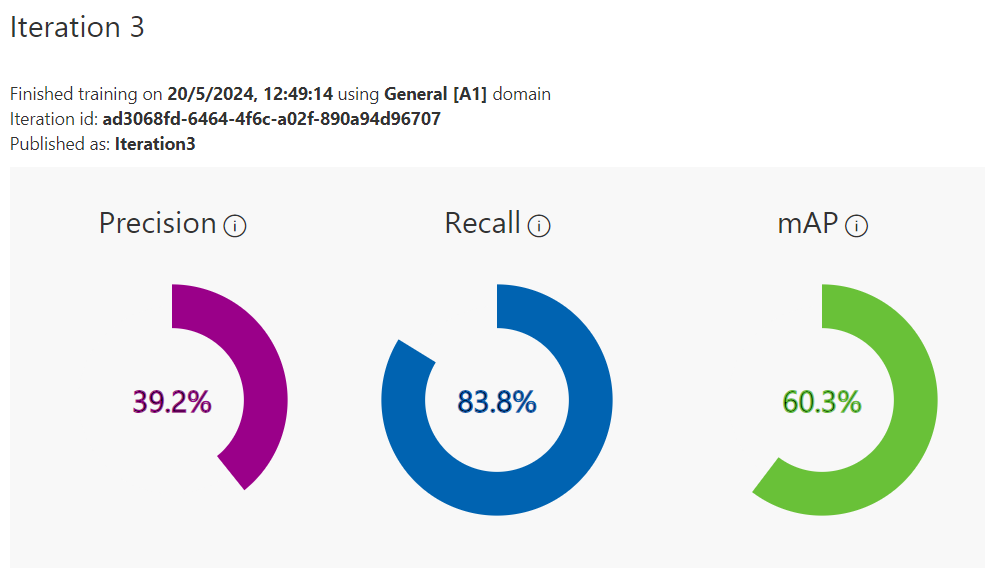 Iteration 3
Finished training on 20/5/2024, 12:49:14 using General [A1] domain
Iteration id: ad3068fd-6464-4f6c-a02f-890a94d96707
Published as: Iteration3
Precision i
Recall i
mAP i
39.2%
83.8%
60.3%